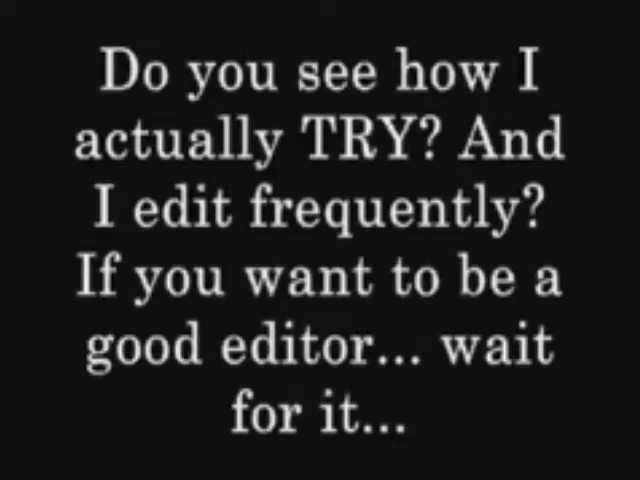 Do you see how I
actually TRY? And
I edit frequently?
If you want to be a
good editor... wait
for it...